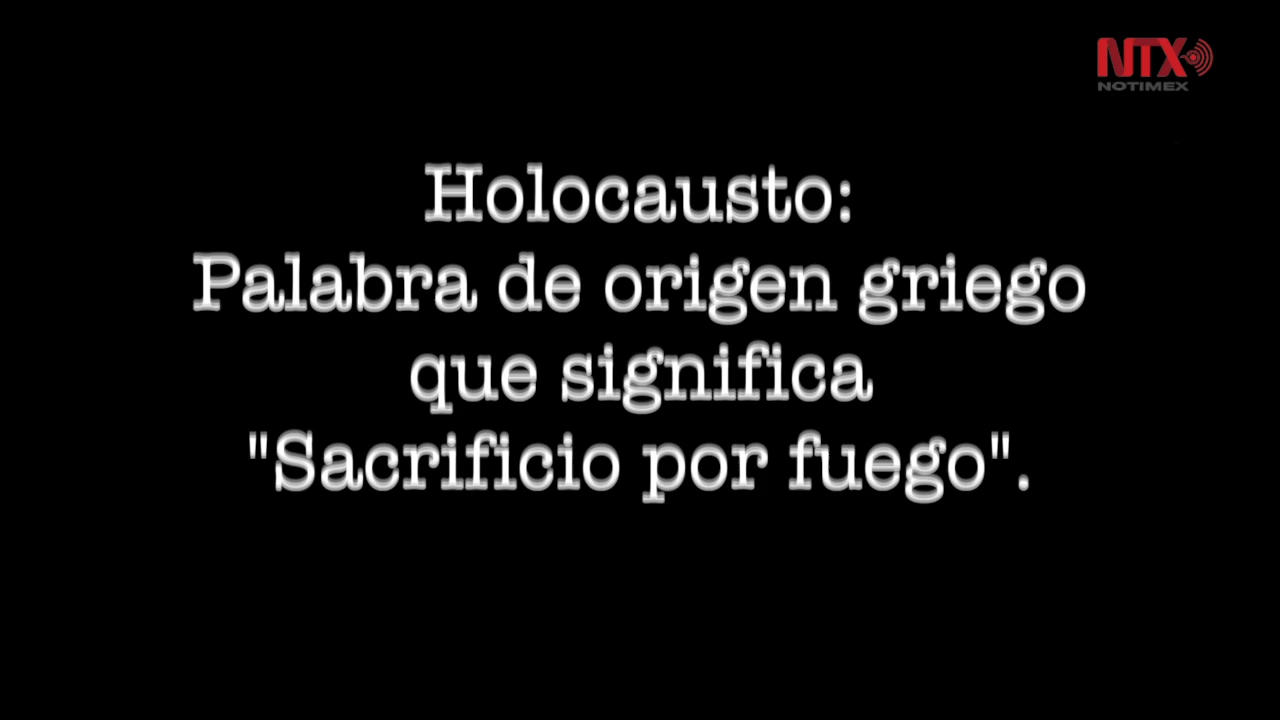 NTX
NOTIMEX
Holocausto:
Palabra de origen griego
que significa
"Sacrificio por fuego".